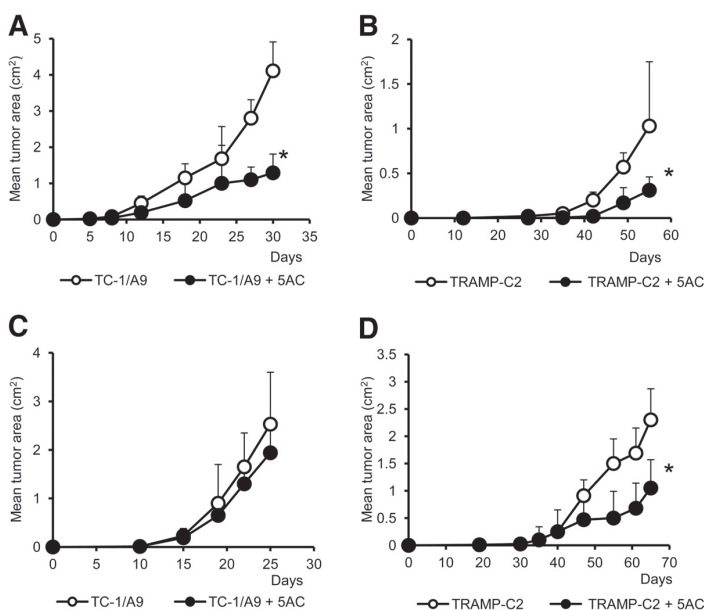 A
Mean tumor area (cm²)
5
4
3
2
1
0
0 5 10 15 20 25 30 35
*
Days
TC-1/A9 TC-1/A9 + 5AC
B
Mean tumor area (cm²)
2
1.5
1
0.5
0
0 10 20 30 40 50 60
*
Days
TRAMP-C2 TRAMP-C2 + 5AC
C
Mean tumor area (cm²)
4
3
2
1
0
0 5 10 15 20 25 30
Days
TC-1/A9 TC-1/A9 + 5AC
D
Mean tumor area (cm²)
3.5
3
2.5
2
1.5
1
0.5
0
0 10 20 30 40 50 60 70
*
Days
TRAMP-C2 TRAMP-C2 + 5AC